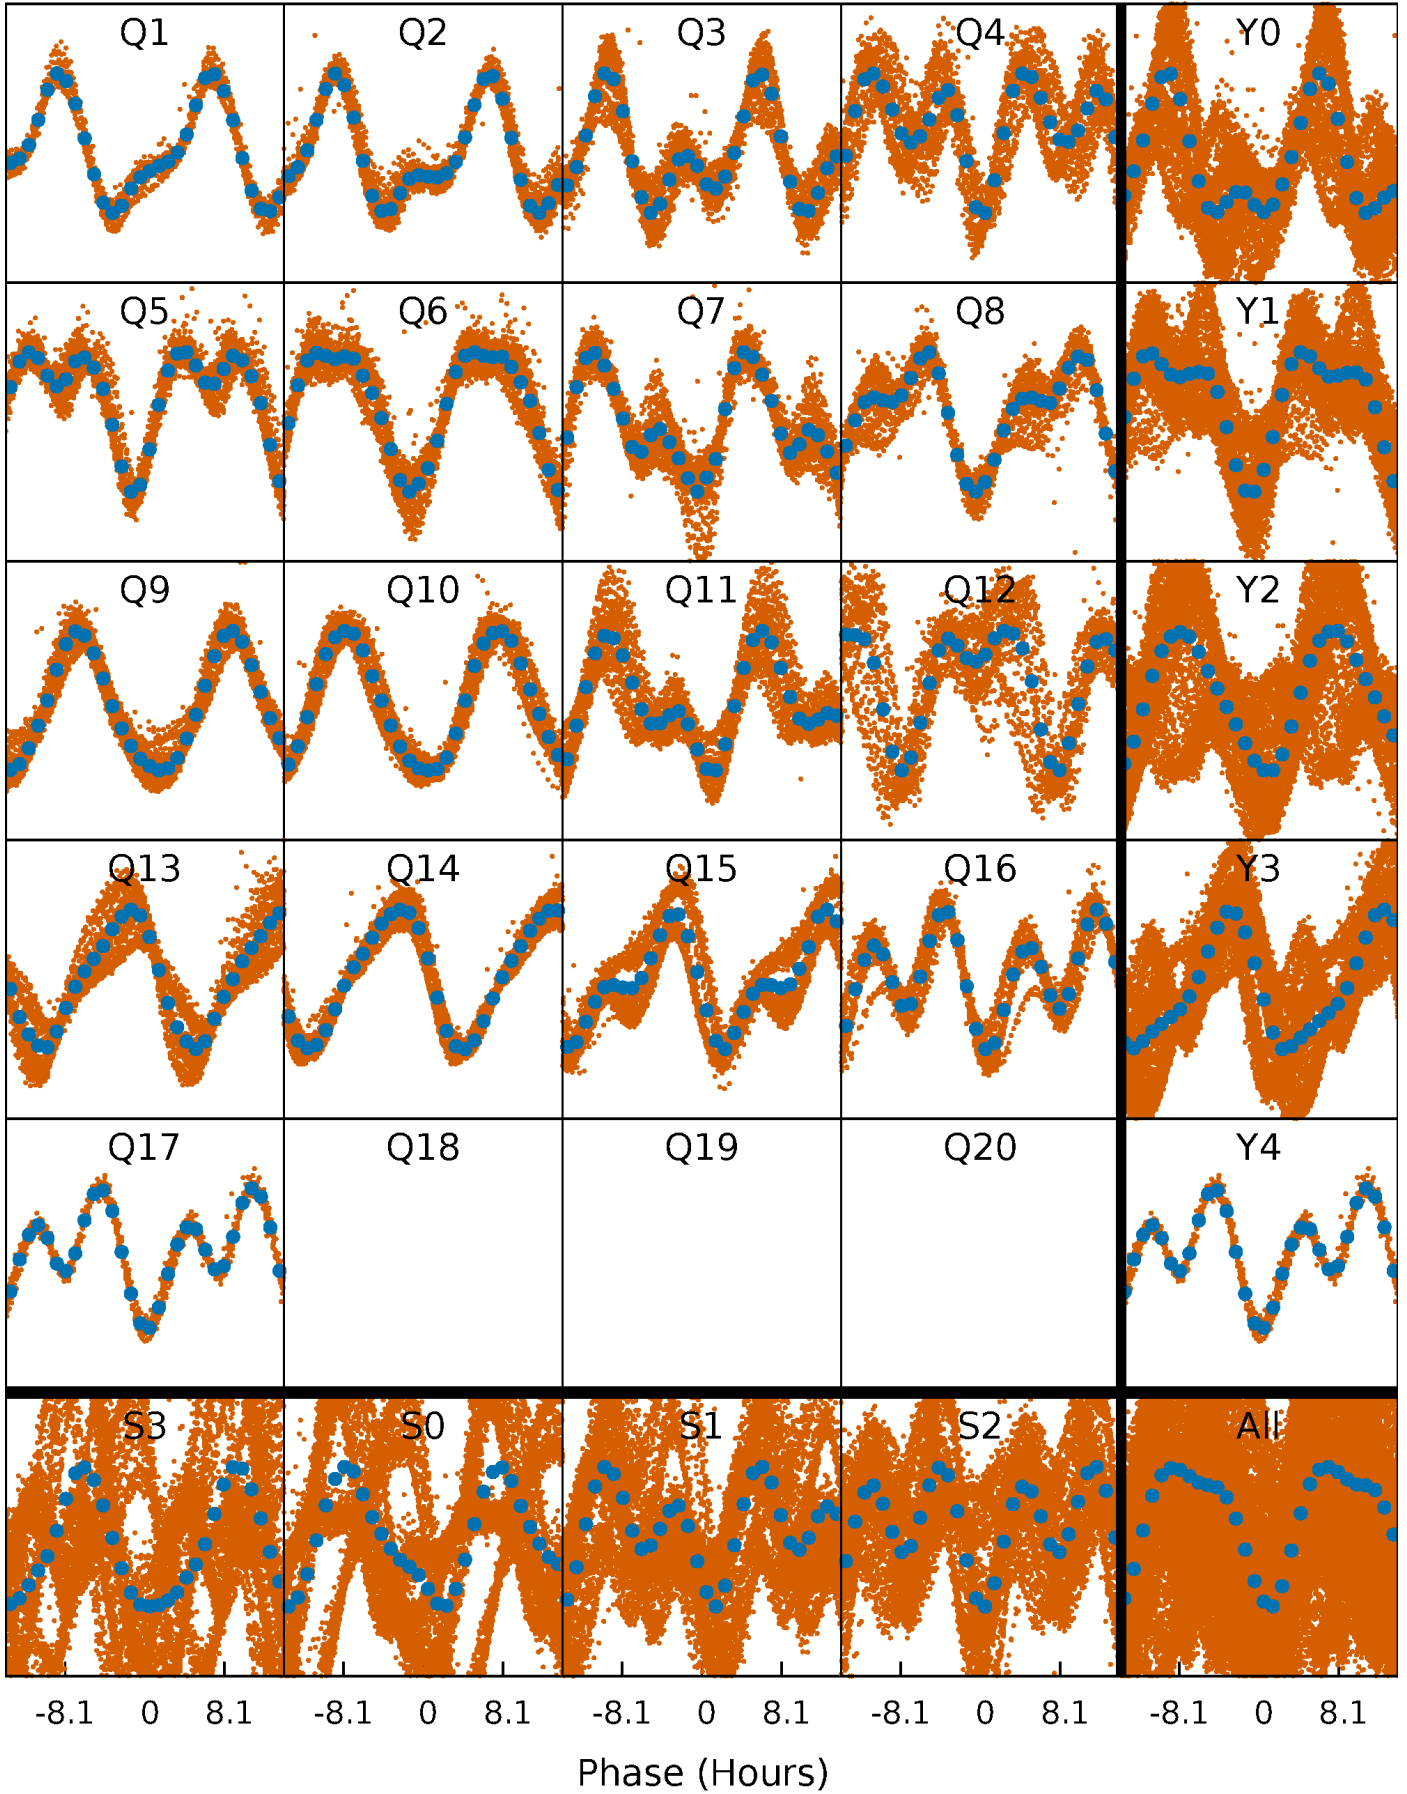 Q1 Q2 Q3 Q4 Y0
Q5 Q6 Q7 Q8 Y1
Q9 Q10 Q11 Q12 Y2
Q13 Q14 Q15 Q16 Y3
Q17 Q18 Q19 Q20 Y4
S3 S0 S1 S2 All
-8.1 0 8.1 -8.1 0 8.1 -8.1 0 8.1 -8.1 0 8.1 -8.1 0 8.1
Phase (Hours)